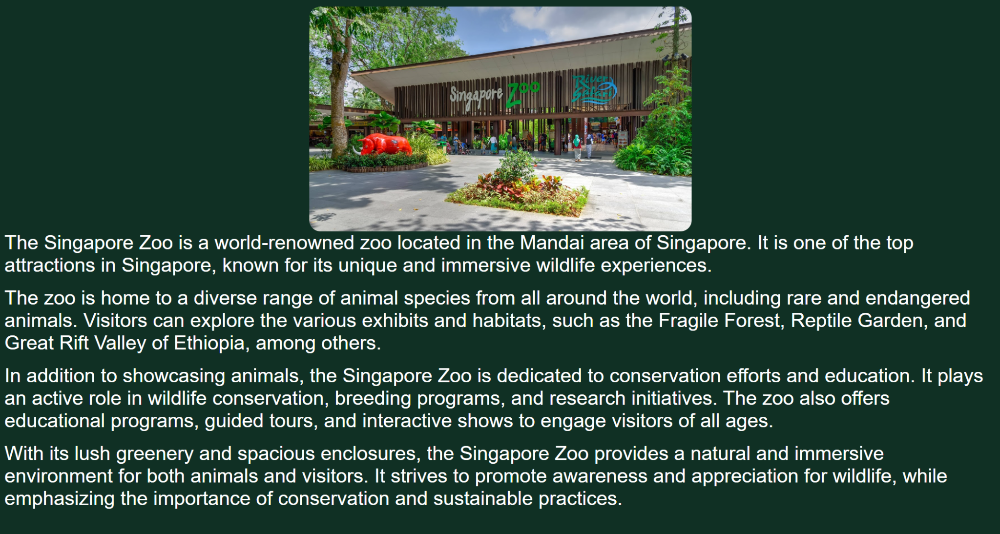 Singapore Zoo
River Safari
The Singapore Zoo is a world-renowned zoo located in the Mandai area of Singapore. It is one of the top
attractions in Singapore, known for its unique and immersive wildlife experiences.
The zoo is home to a diverse range of animal species from all around the world, including rare and endangered
animals. Visitors can explore the various exhibits and habitats, such as the Fragile Forest, Reptile Garden, and
Great Rift Valley of Ethiopia, among others.
In addition to showcasing animals, the Singapore Zoo is dedicated to conservation efforts and education. It plays
an active role in wildlife conservation, breeding programs, and research initiatives. The zoo also offers
educational programs, guided tours, and interactive shows to engage visitors of all ages.
With its lush greenery and spacious enclosures, the Singapore Zoo provides a natural and immersive
environment for both animals and visitors. It strives to promote awareness and appreciation for wildlife, while
emphasizing the importance of conservation and sustainable practices.